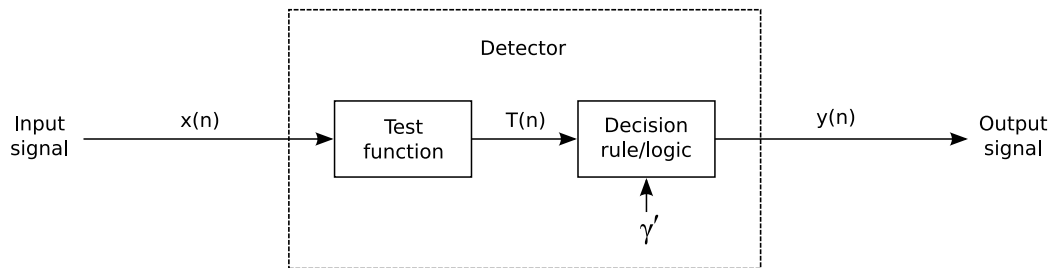 Detector
Input
signal
x(n)
Test
function
T(n)
Decision
rule/logic
γ′
y(n)
Output
signal